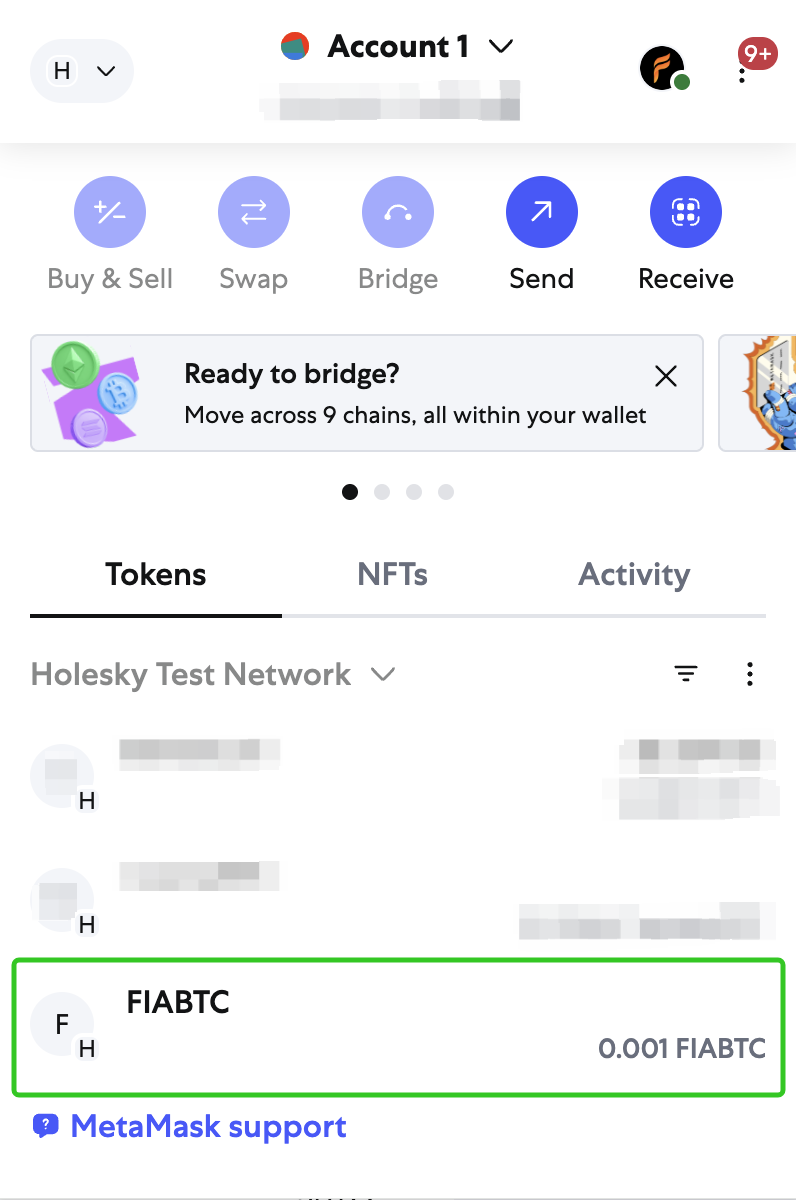 H
Account 1
9+
Buy & Sell
Swap
Bridge
Send
Receive
Ready to bridge?
Move across 9 chains, all within your wallet
Tokens
NFTs
Activity
Holesky Test Network
H
H
F
H
FIABTC
0.001 FIABTC
? MetaMask support